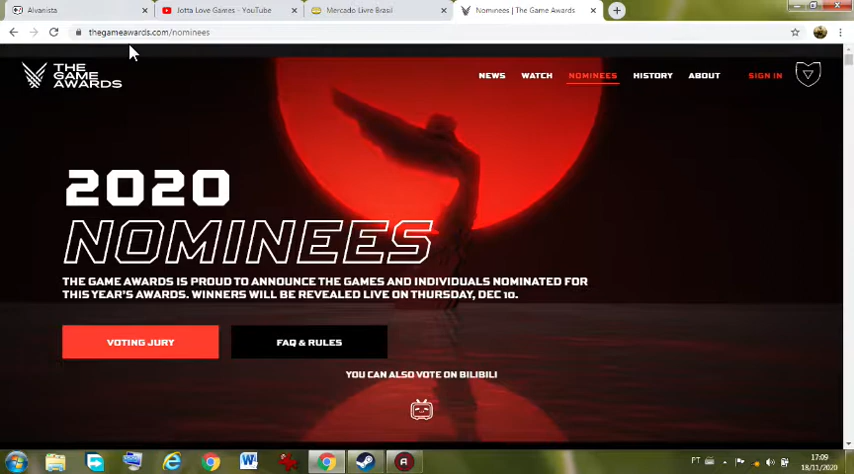 Alvanista
Jotta Love Games - YouTube
Mercado Livre Brasil
Nominees | The Game Awards
thegameawards.com/nominees
THE
GAME
AWARDS
NEWS WATCH NOMINEES HISTORY ABOUT SIGN IN
2020
NOMINEES
THE GAME AWARDS IS PROUD TO ANNOUNCE THE GAMES AND INDIVIDUALS NOMINATED FOR
THIS YEAR'S AWARDS. WINNERS WILL BE REVEALED LIVE ON THURSDAY, DEC 10.
VOTING JURY
FAQ & RULES
YOU CAN ALSO VOTE ON BILIBILI
PT
17:09
18/11/2020